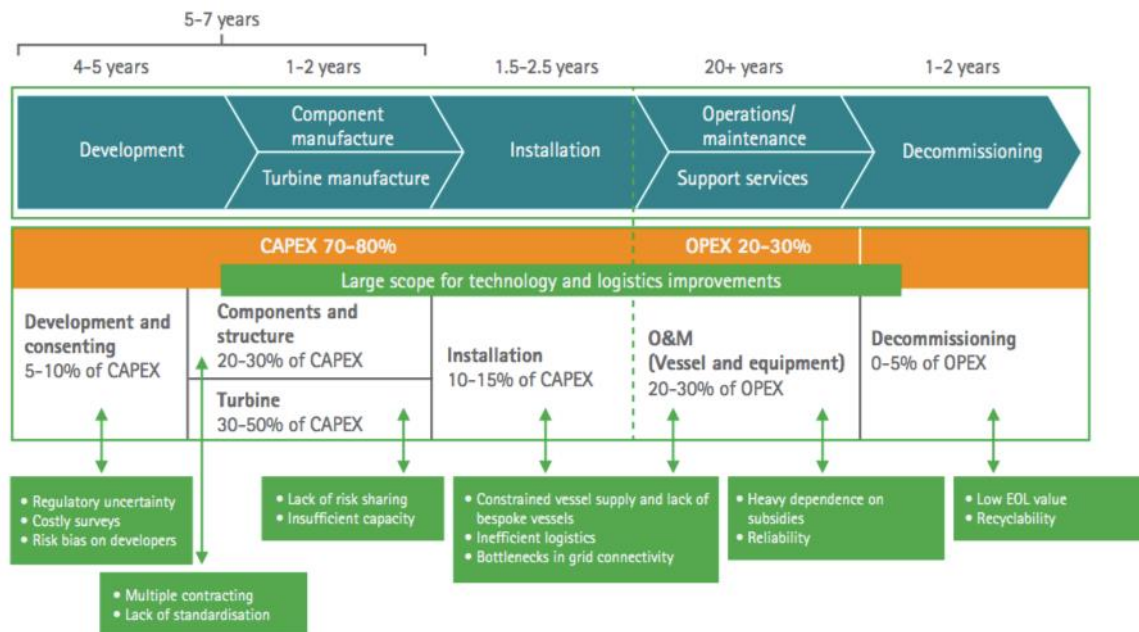 5-7 years
4-5 years
1-2 years
1.5-2.5 years
20+ years
1-2 years
Development
Component
manufacture
Turbine manufacture
Installation
Operations/
maintenance
Support services
Decommissioning
CAPEX 70-80%
OPEX 20-30%
Large scope for technology and logistics improvements
Development and
consenting
5-10% of CAPEX
Components and
structure
20-30% of CAPEX
Turbine
30-50% of CAPEX
Installation
10-15% of CAPEX
O&M
(Vessel and equipment)
20-30% of OPEX
Decommissioning
0-5% of OPEX
• Regulatory uncertainty
• Costly surveys
• Risk bias on developers
• Multiple contracting
• Lack of standardisation
• Lack of risk sharing
• Insufficient capacity
• Constrained vessel supply and lack of
bespoke vessels
• Inefficient logistics
• Bottlenecks in grid connectivity
• Heavy dependence on
subsidies
• Reliability
• Low EOL value
• Recyclability